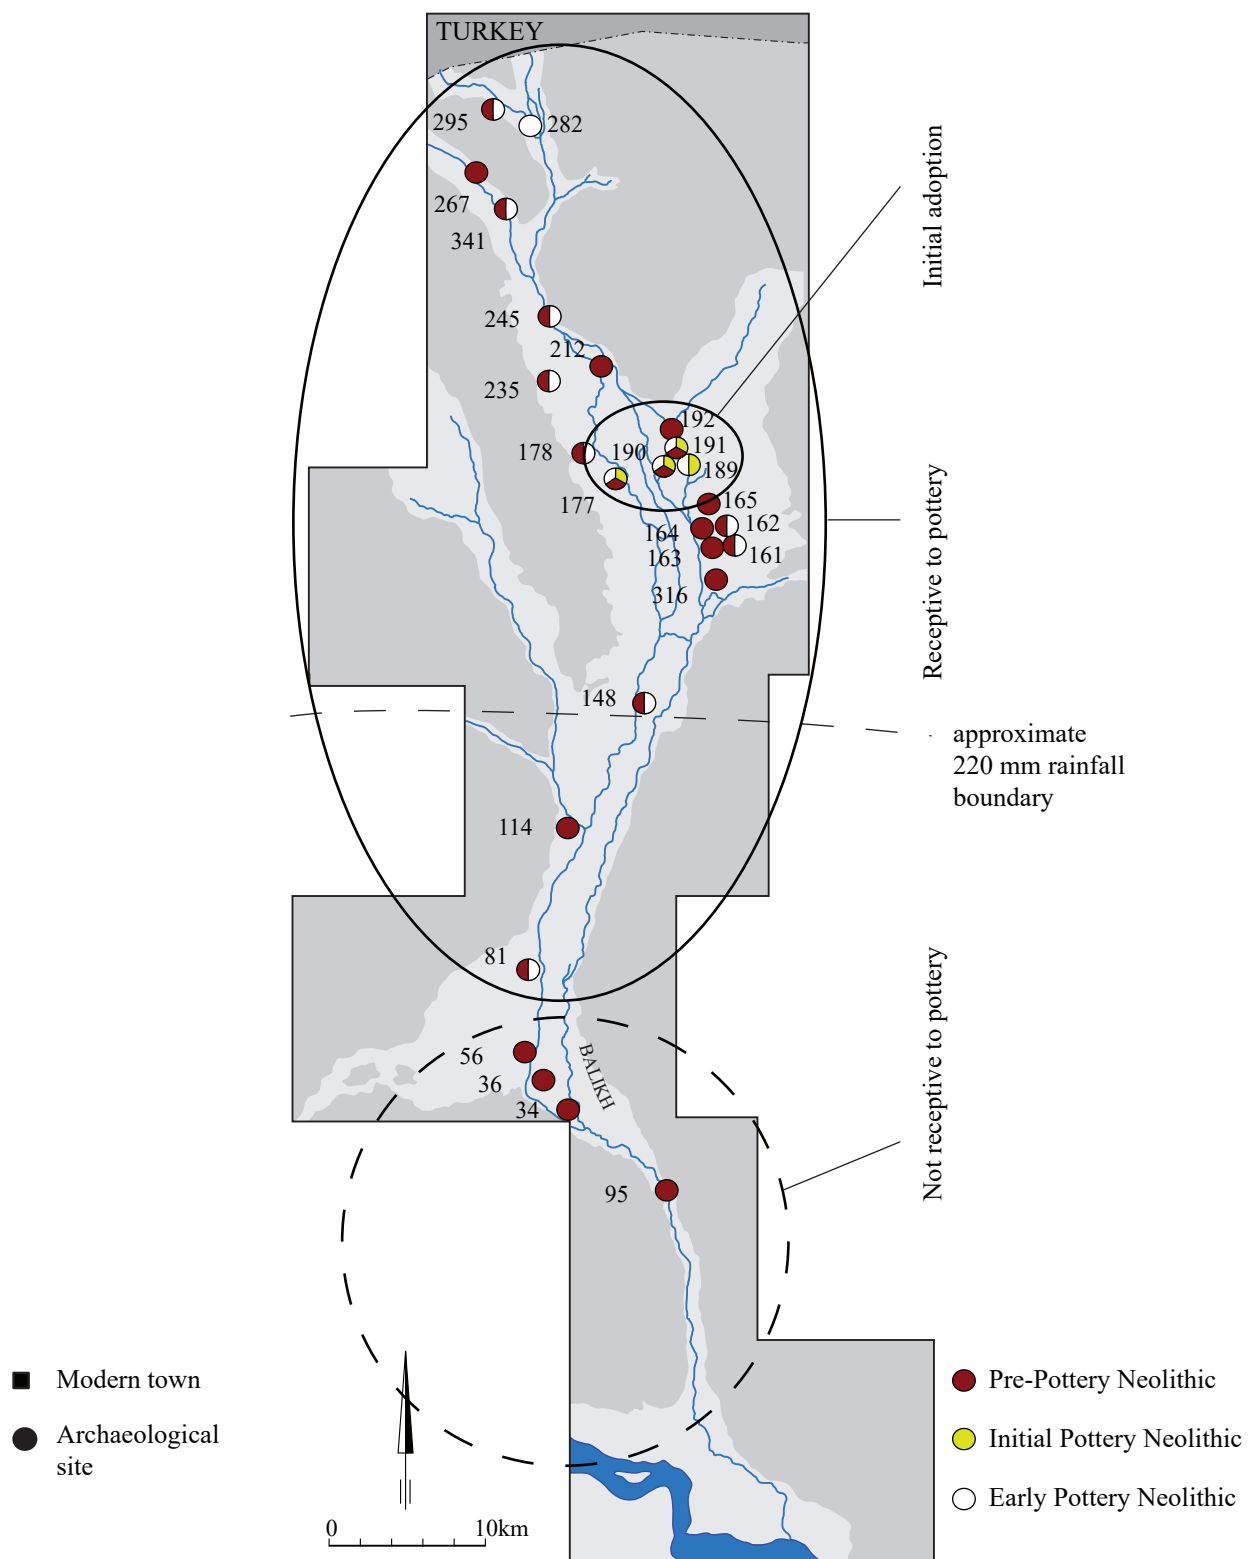 TURKEY
295
282
267
341
245
212
235
192
178
190
191
189
177
165
164
162
163
161
316
148
114
81
56
36
34
95
BALIKH
Initial adoption
Receptive to pottery
approximate
220 mm rainfall
boundary
Not receptive to pottery
Modern town
Archaeological
site
0
10km
Pre-Pottery Neolithic
Initial Pottery Neolithic
Early Pottery Neolithic